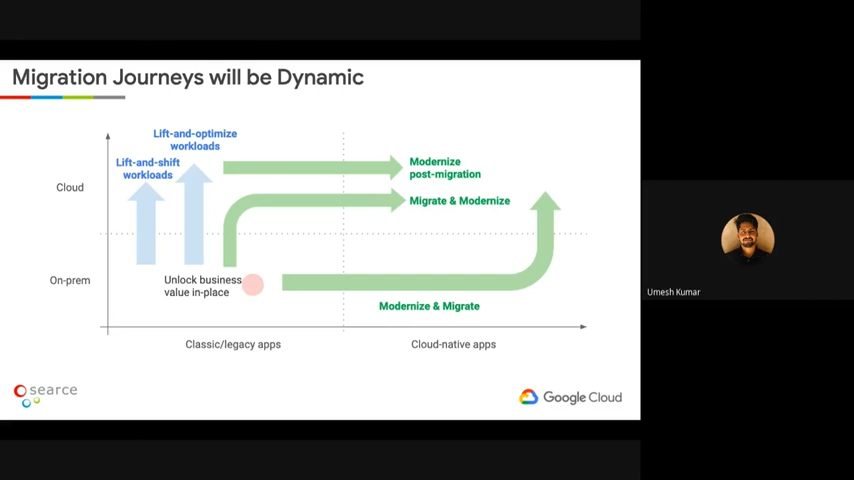 Migration Journeys will be Dynamic
Lift-and-optimize
workloads
Lift-and-shift
workloads
Modernize
post-migration
Cloud
Migrate & Modernize
On-prem
Unlock business
value in-place
Modernize & Migrate
Classic/legacy apps
Cloud-native apps
searce
Google Cloud
Umesh Kumar